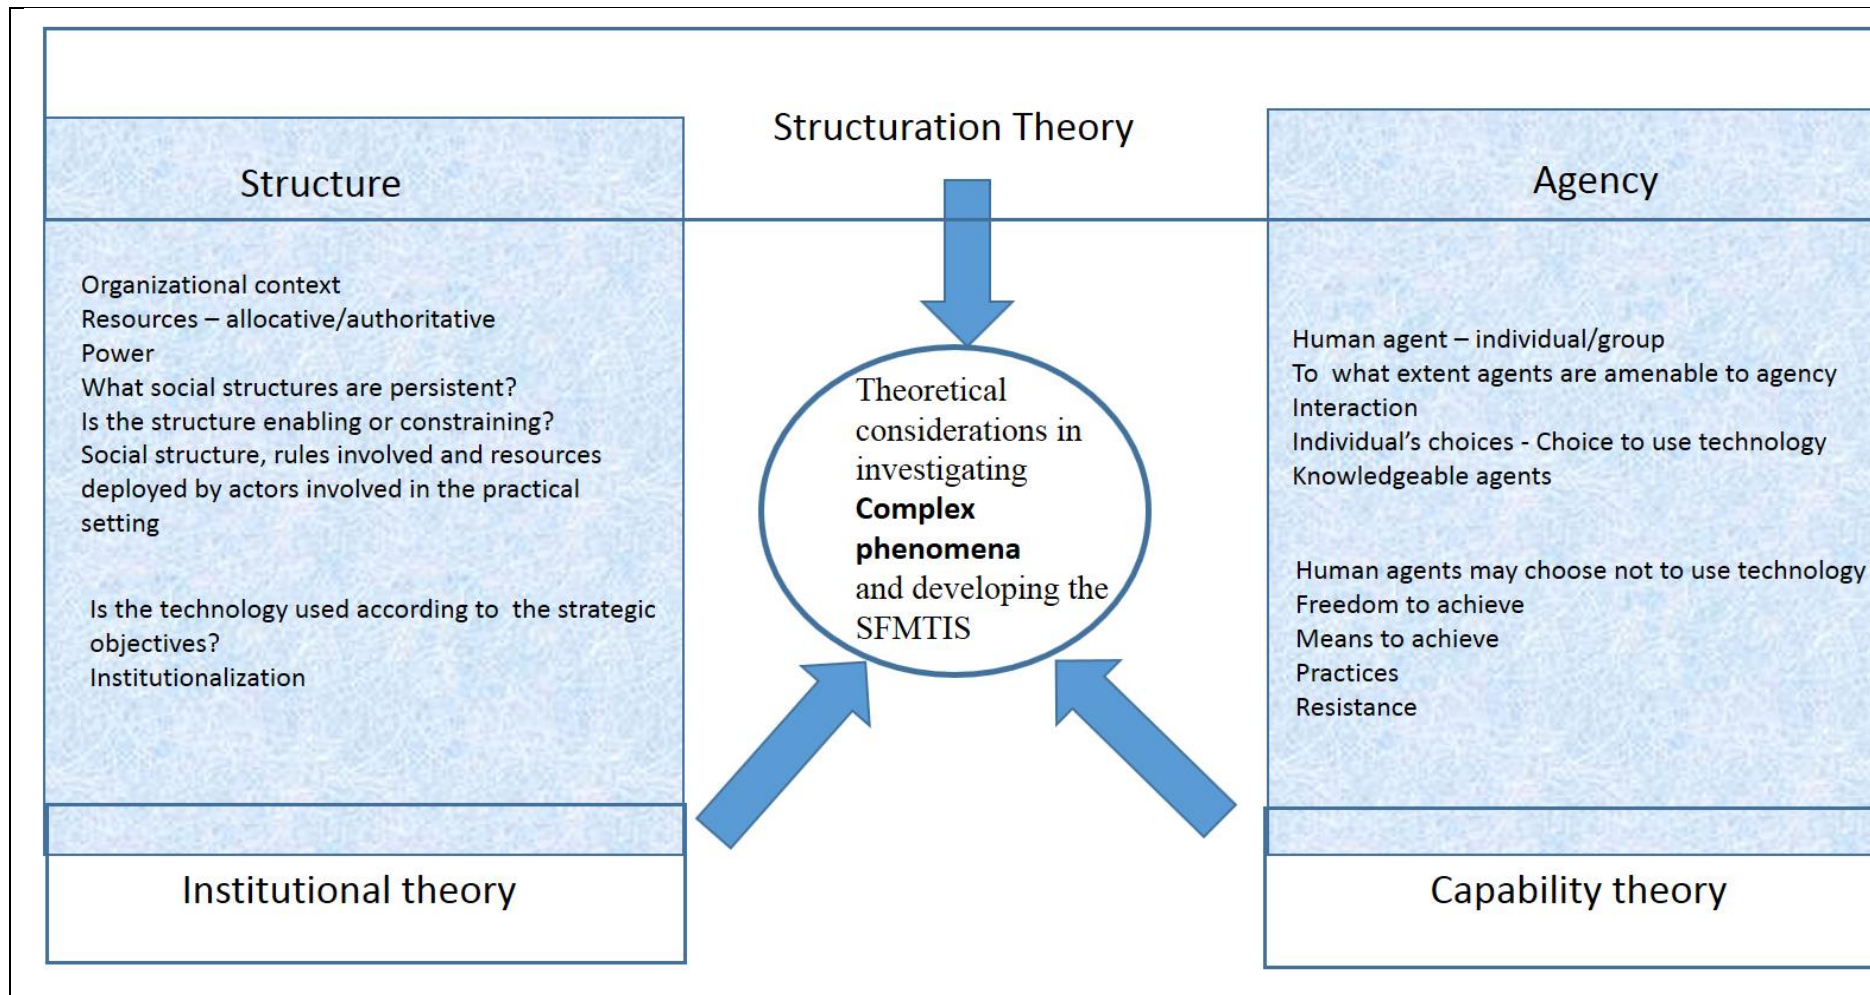 Structuration Theory
Structure
Organizational context
Resources – allocative/authoritative
Power
What social structures are persistent?
Is the structure enabling or constraining?
Social structure, rules involved and resources
deployed by actors involved in the practical
setting
Is the technology used according to the strategic
objectives?
Institutionalization
Institutional theory
Theoretical
considerations in
investigating
Complex
phenomena
and developing the
SFMTIS
Agency
Human agent – individual/group
To what extent agents are amenable to agency
Interaction
Individual’s choices - Choice to use technology
Knowledgeable agents
Human agents may choose not to use technology
Freedom to achieve
Means to achieve
Practices
Resistance
Capability theory